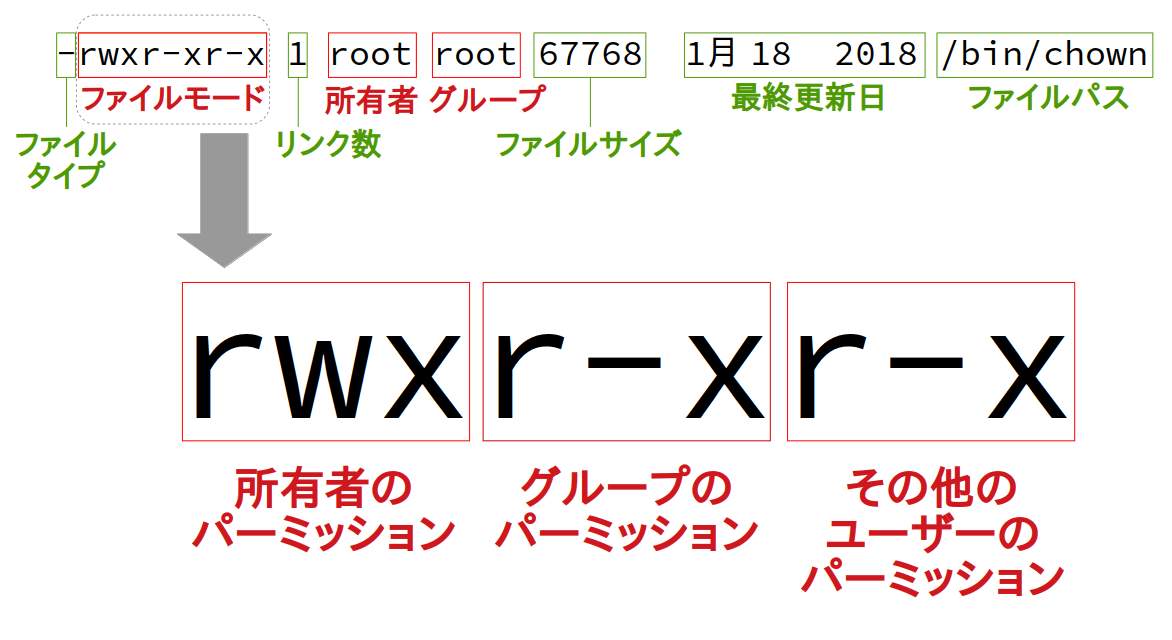 -rwxr-xr-x 1 root root 67768 1月 18 2018 /bin/chown
ファイルモード 所有者 グループ 最終更新日 ファイルパス
ファイル
タイプ
リンク数 ファイルサイズ
rwxr-xr-x
所有者の
パーミッション
グループの
パーミッション
その他の
ユーザーの
パーミッション